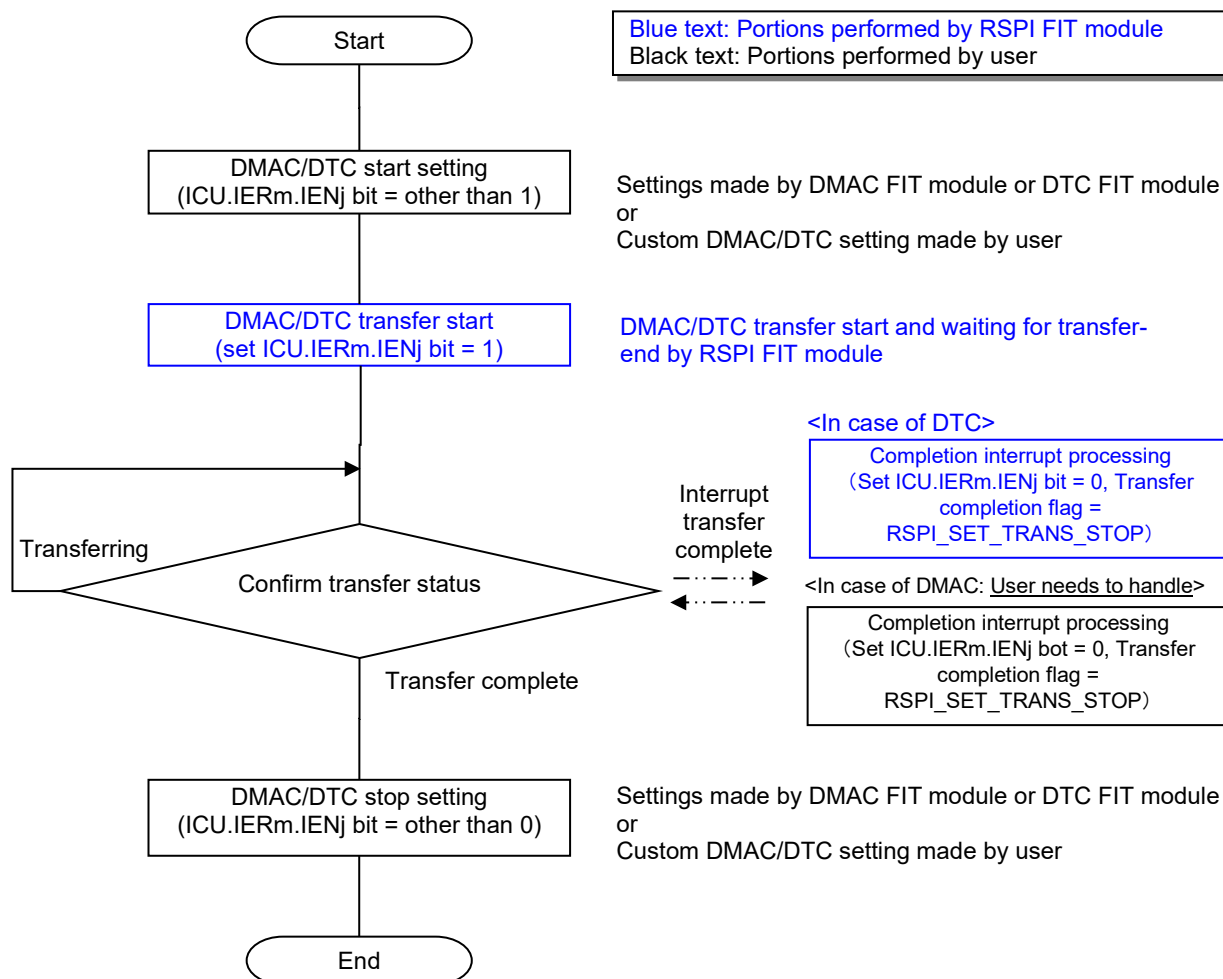 Start
Blue text: Portions performed by RSPI FIT module
Black text: Portions performed by user
DMAC/DTC start setting
(ICU.IERm.IENj bit = other than 1)
Settings made by DMAC FIT module or DTC FIT module
or
Custom DMAC/DTC setting made by user
DMAC/DTC transfer start
(set ICU.IERm.IENj bit = 1)
DMAC/DTC transfer start and waiting for transfer-
end by RSPI FIT module
<In case of DTC>
Completion interrupt processing
（Set ICU.IERm.IENj bit = 0, Transfer
completion flag =
RSPI_SET_TRANS_STOP）
Interrupt
transfer
complete
Transferring
Confirm transfer status
<In case of DMAC: User needs to handle>
Completion interrupt processing
（Set ICU.IERm.IENj bot = 0, Transfer
completion flag =
RSPI_SET_TRANS_STOP）
Transfer complete
DMAC/DTC stop setting
(ICU.IERm.IENj bit = other than 0)
Settings made by DMAC FIT module or DTC FIT module
or
Custom DMAC/DTC setting made by user
End